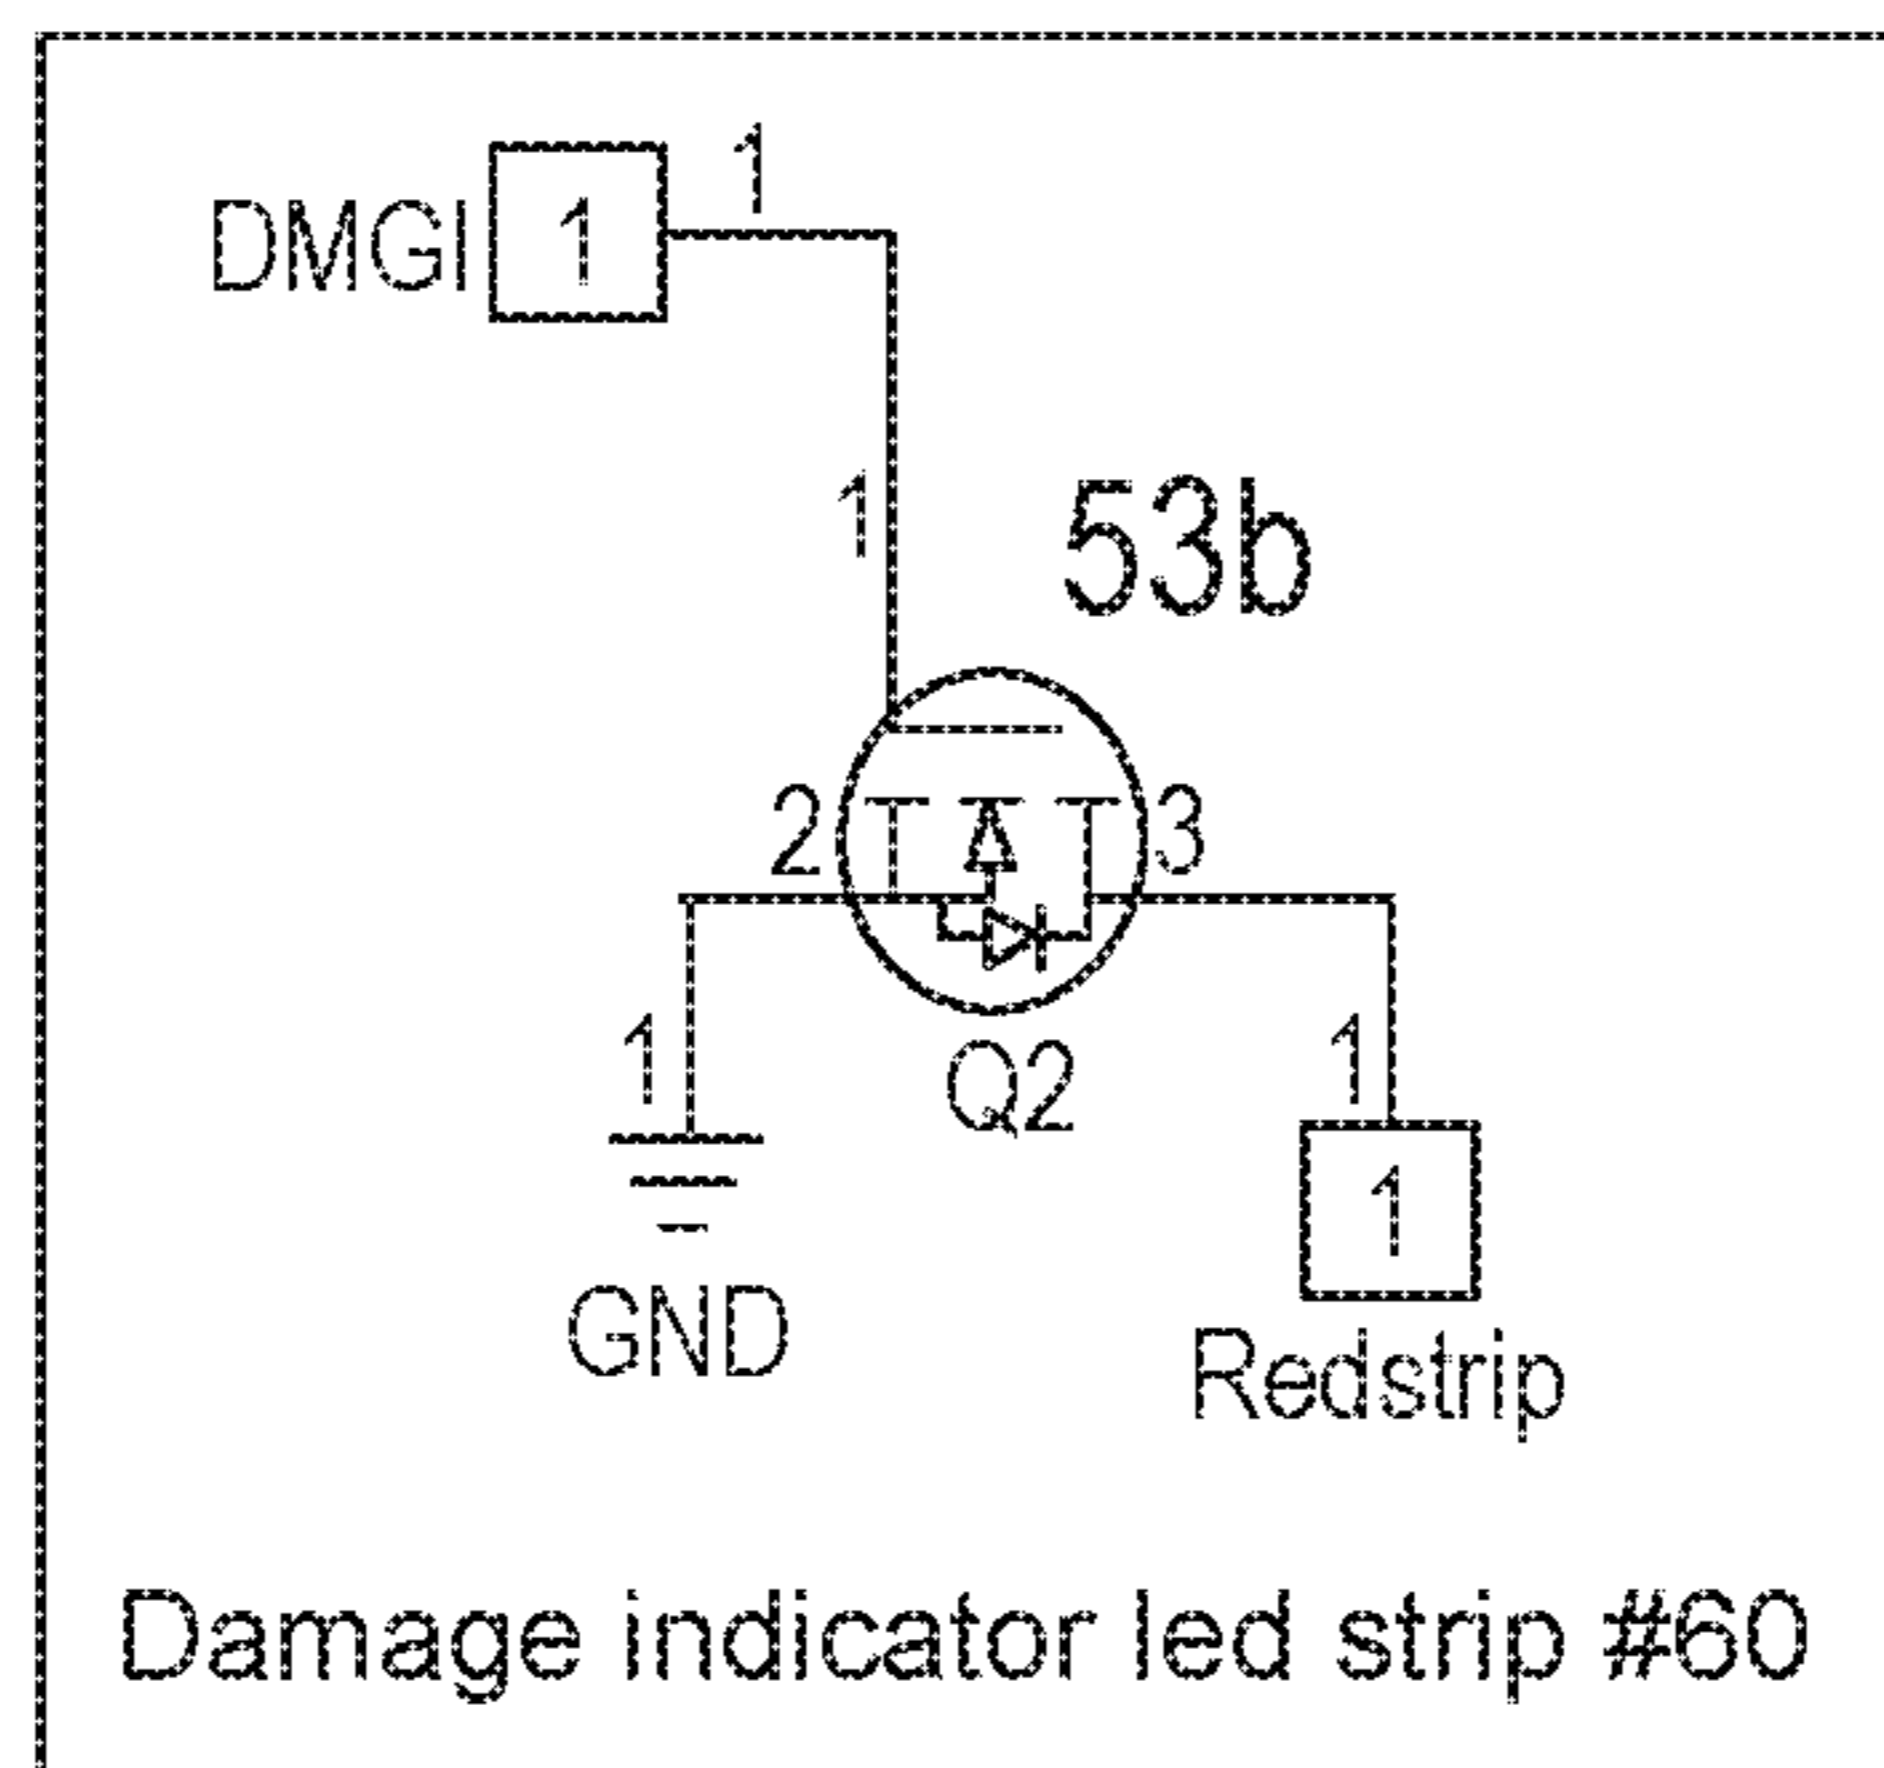 1
DMGI 1
1
53b
2 3
1 Q2 1
1
GND
Redstrip
Damage indicator led strip #60